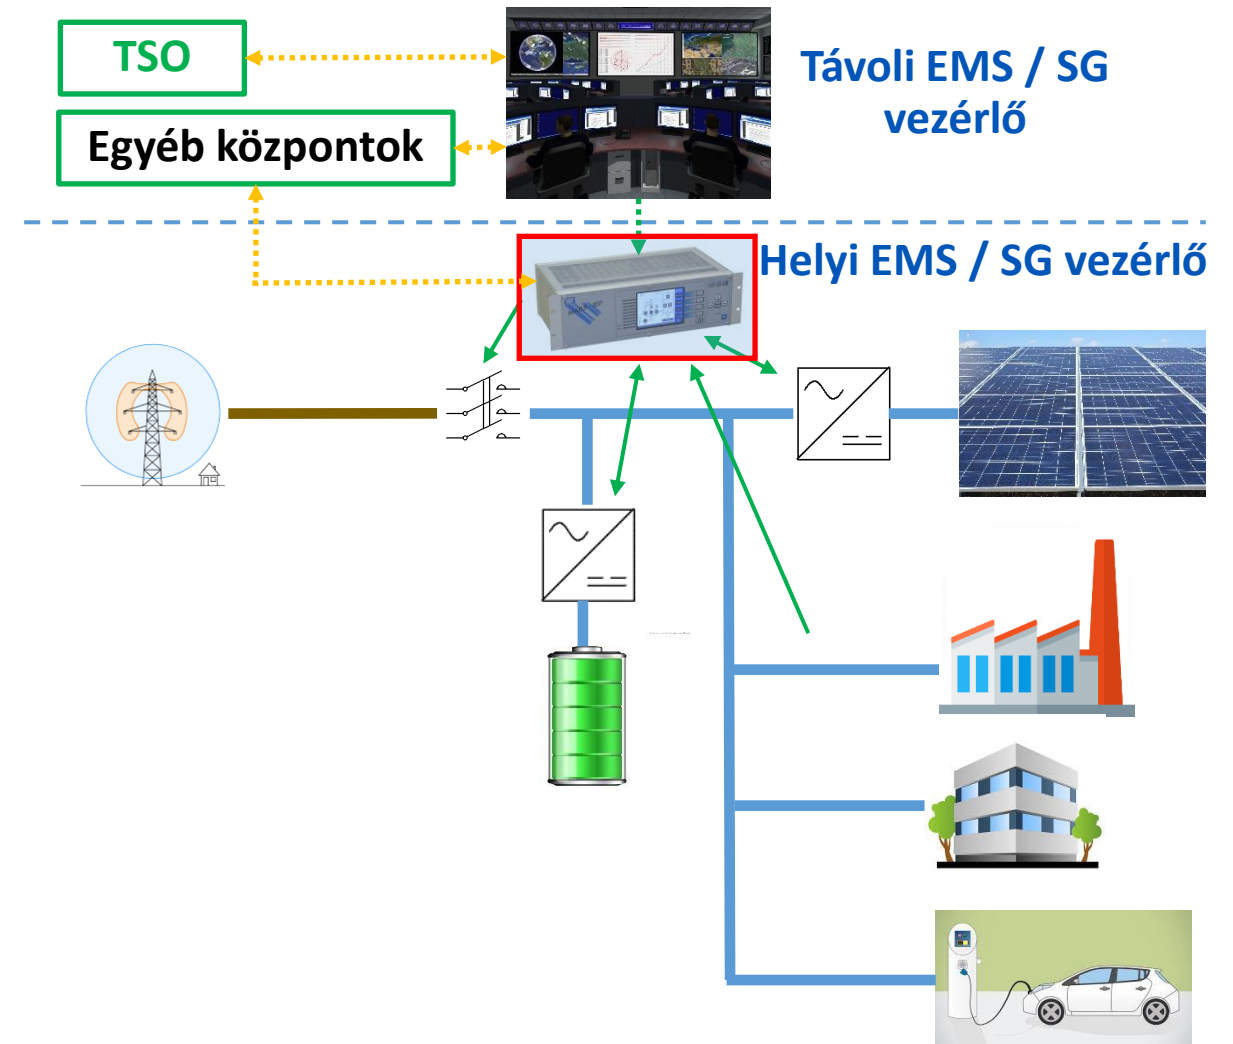 TSO
Távoli EMS / SG
vezérlő
Egyéb központok
Helyi EMS / SG vezérlő